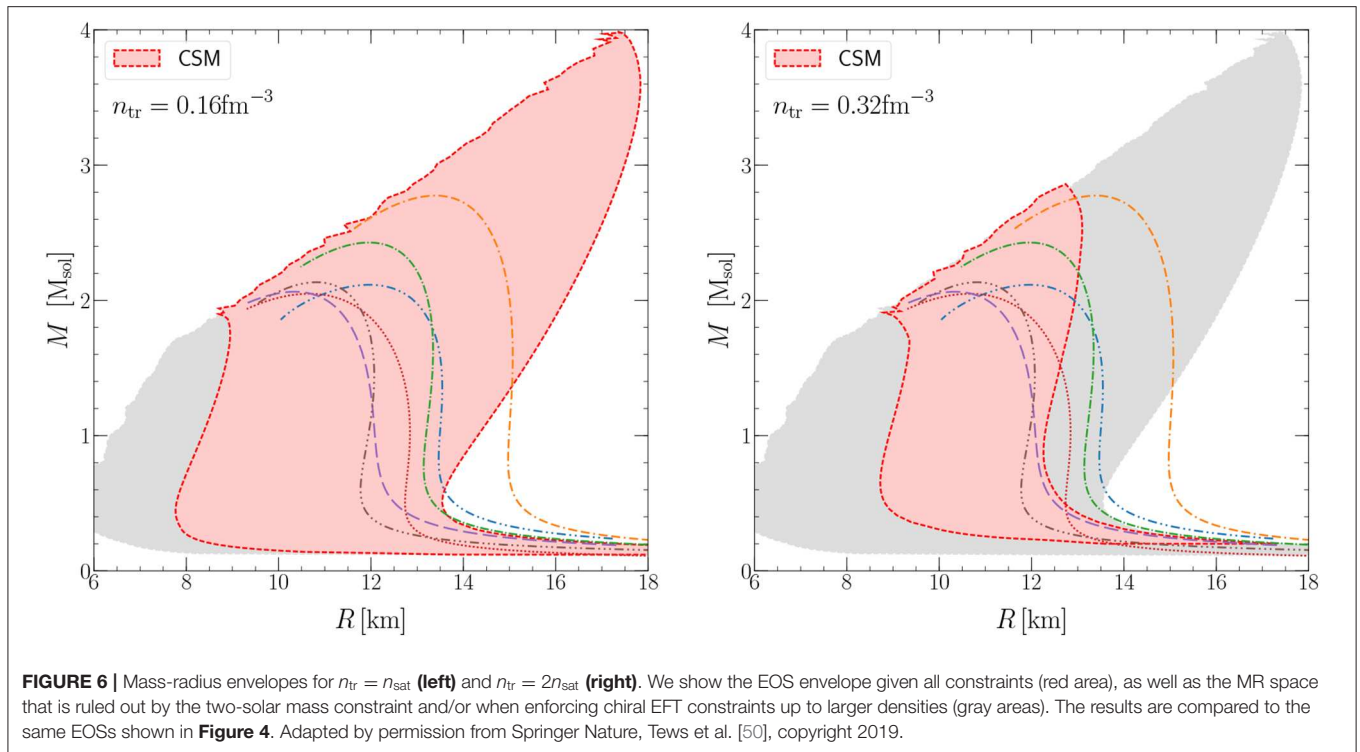 4
3
2
1
0
M [M_sol]
CSM
n_tr = 0.16fm⁻³
6 8 10 12 14 16 18
R [km]
4
3
2
1
0
M [M_sol]
CSM
n_tr = 0.32fm⁻³
6 8 10 12 14 16 18
R [km]
FIGURE 6 | Mass-radius envelopes for n_tr = n_sat (left) and n_tr = 2n_sat (right). We show the EOS envelope given all constraints (red area), as well as the MR space
that is ruled out by the two-solar mass constraint and/or when enforcing chiral EFT constraints up to larger densities (gray areas). The results are compared to the
same EOSs shown in Figure 4. Adapted by permission from Springer Nature, Tews et al. [50], copyright 2019.